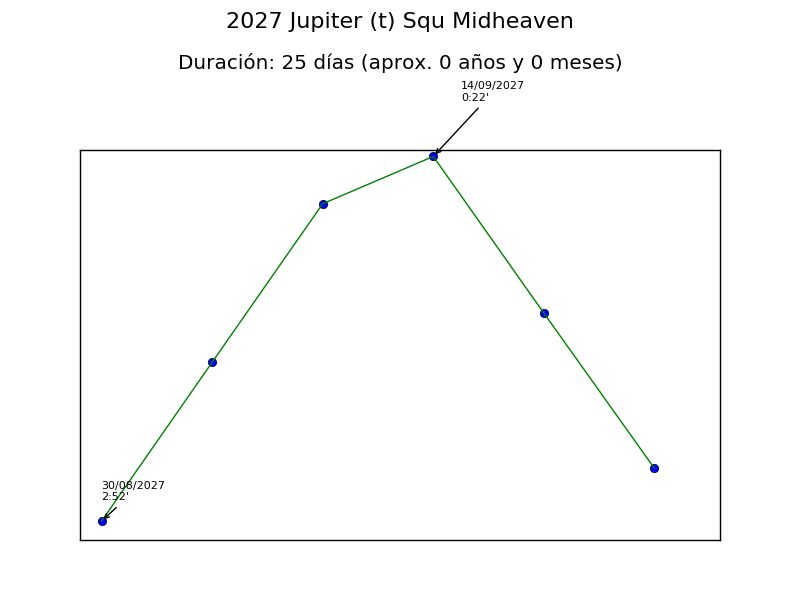 2027 Jupiter (t) Squ Midheaven
Duración: 25 días (aprox. 0 años y 0 meses)
14/09/2027
0:22'
30/08/2027
2:52'